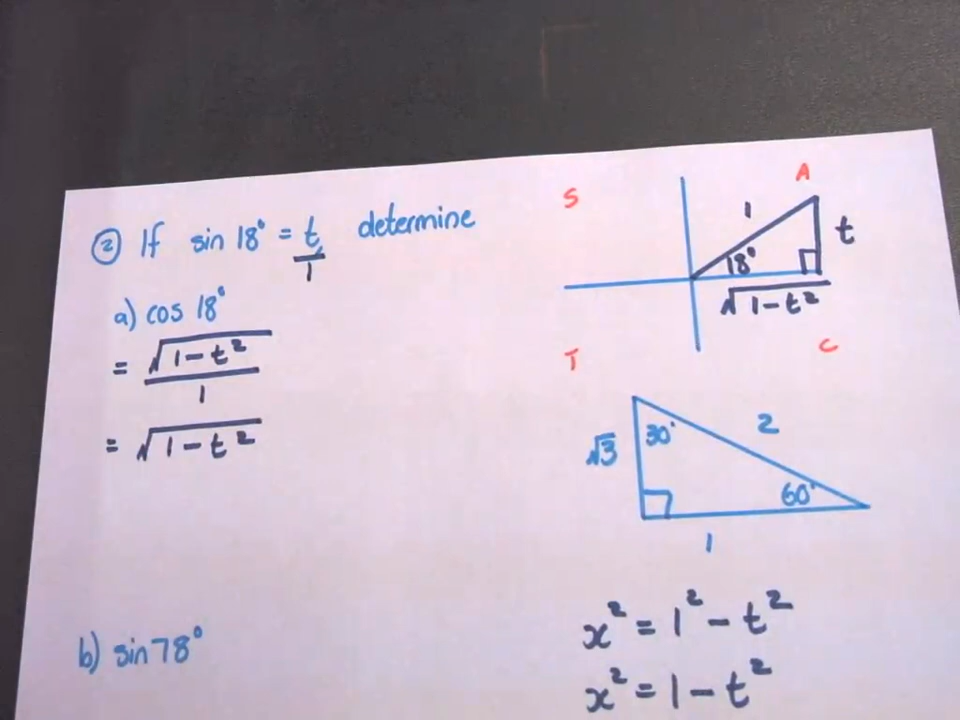 ② If sin 18° = t/1 determine
a) cos 18°
= √(1 - t²)/1
= √(1 - t²)
b) sin 78°
S
A
1
t
18°
√(1 - t²)
T
C
√3
30°
2
60°
1
x² = 1² - t²
x² = 1 - t²